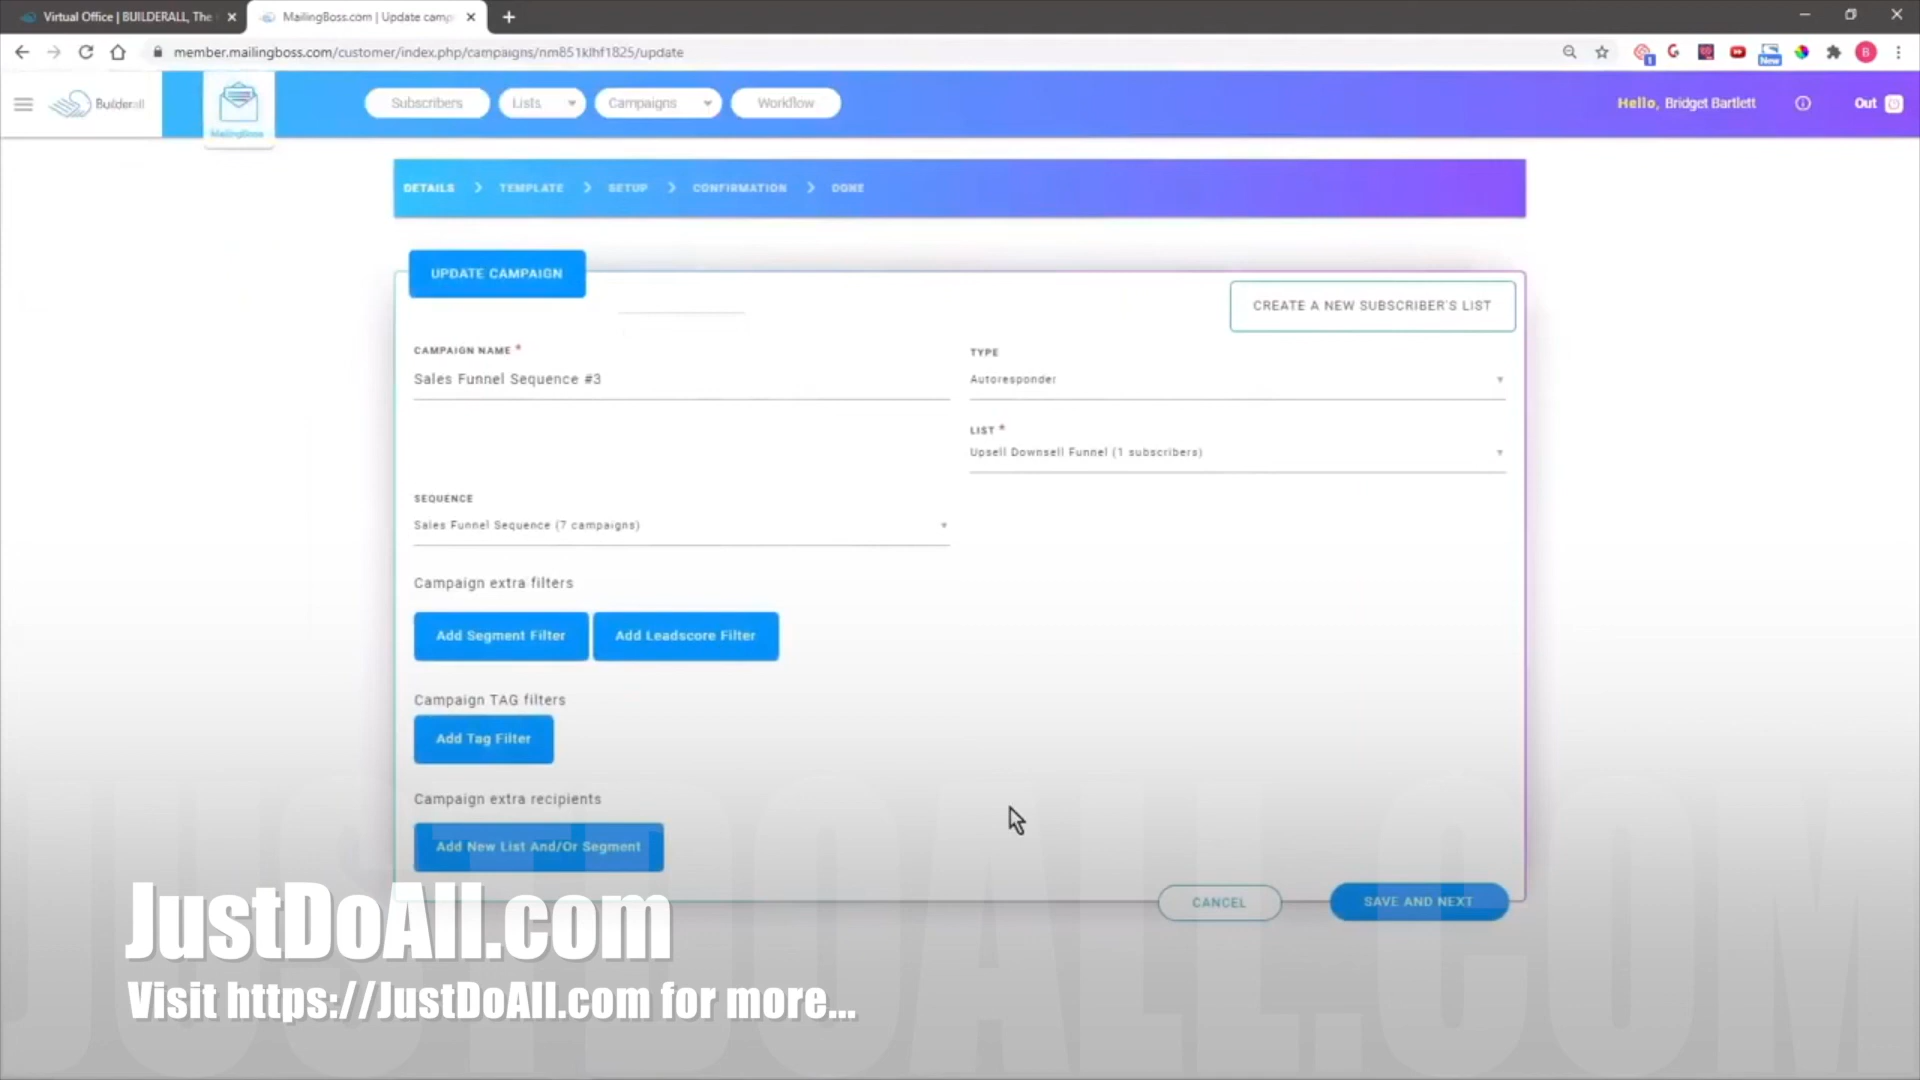 Virtual Office | BUILDERALL, The
MailingBoss.com | Update camp
member.mailingboss.com/customer/index.php/campaigns/nm851klhf1825/update
New
B
Builderall
MailingBoss
Subscribers
Lists
Campaigns
Workflow
Hello, Bridget Bartlett
Out
DETAILS
TEMPLATE
SETUP
CONFIRMATION
DONE
UPDATE CAMPAIGN
CREATE A NEW SUBSCRIBER'S LIST
CAMPAIGN NAME *
Sales Funnel Sequence #3
TYPE
Autoresponder
LIST *
Upsell Downsell Funnel (1 subscribers)
SEQUENCE
Sales Funnel Sequence (7 campaigns)
Campaign extra filters
Add Segment Filter
Add Leadscore Filter
Campaign TAG filters
Add Tag Filter
Campaign extra recipients
Add New List And/Or Segment
CANCEL
SAVE AND NEXT
JustDoAll.com
Visit https://JustDoAll.com for more...
JUSTDOALL.COM